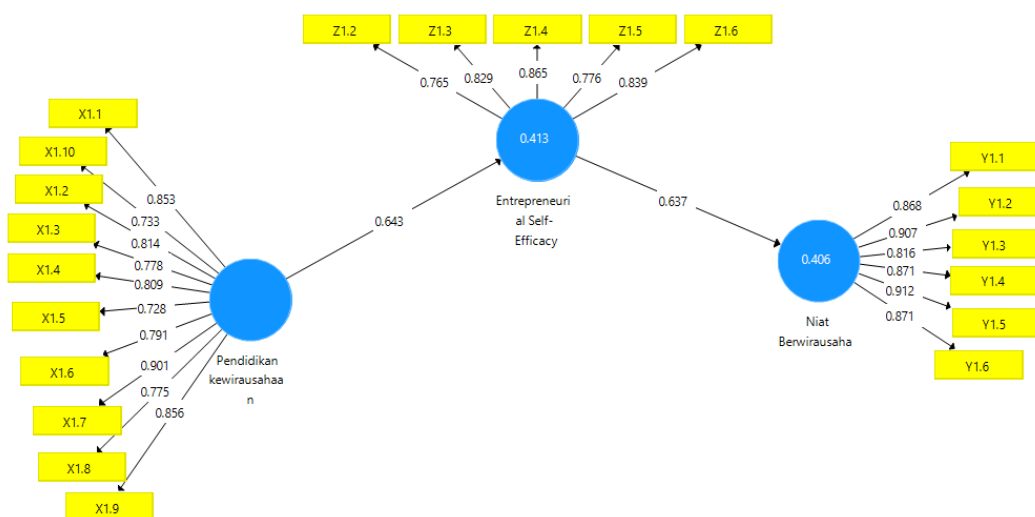 Z1.2
Z1.3
Z1.4
Z1.5
Z1.6
0.765
0.829
0.865
0.776
0.839
X1.1
X1.10
X1.2
X1.3
X1.4
X1.5
X1.6
X1.7
X1.8
X1.9
0.853
0.733
0.814
0.778
0.809
0.728
0.791
0.901
0.775
0.856
Pendidikan
kewirausahaa
n
0.643
0.413
Entrepreneuri
al Self-
Efficacy
0.637
0.406
Niat
Berwirausaha
0.868
0.907
0.816
0.871
0.912
0.871
Y1.1
Y1.2
Y1.3
Y1.4
Y1.5
Y1.6